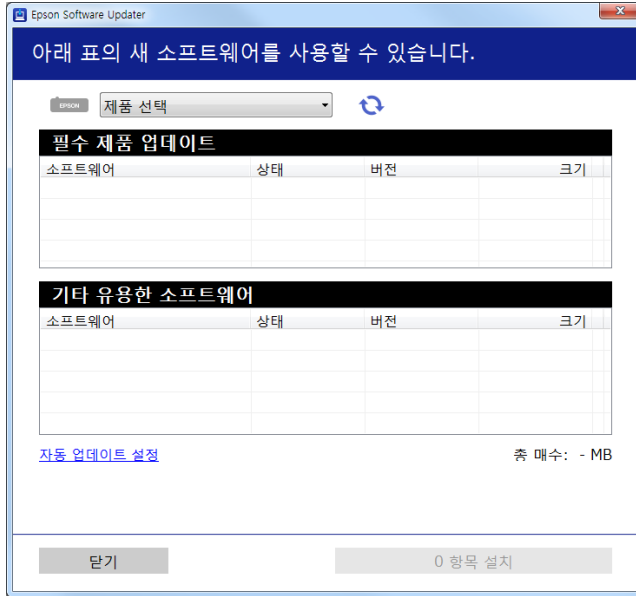 Epson Software Updater
아래 표의 새 소프트웨어를 사용할 수 있습니다.
EPSON 제품 선택
필수 제품 업데이트
소프트웨어 상태 버전 크기
기타 유용한 소프트웨어
소프트웨어 상태 버전 크기
자동 업데이트 설정 총 매수: - MB
닫기 0 항목 설치